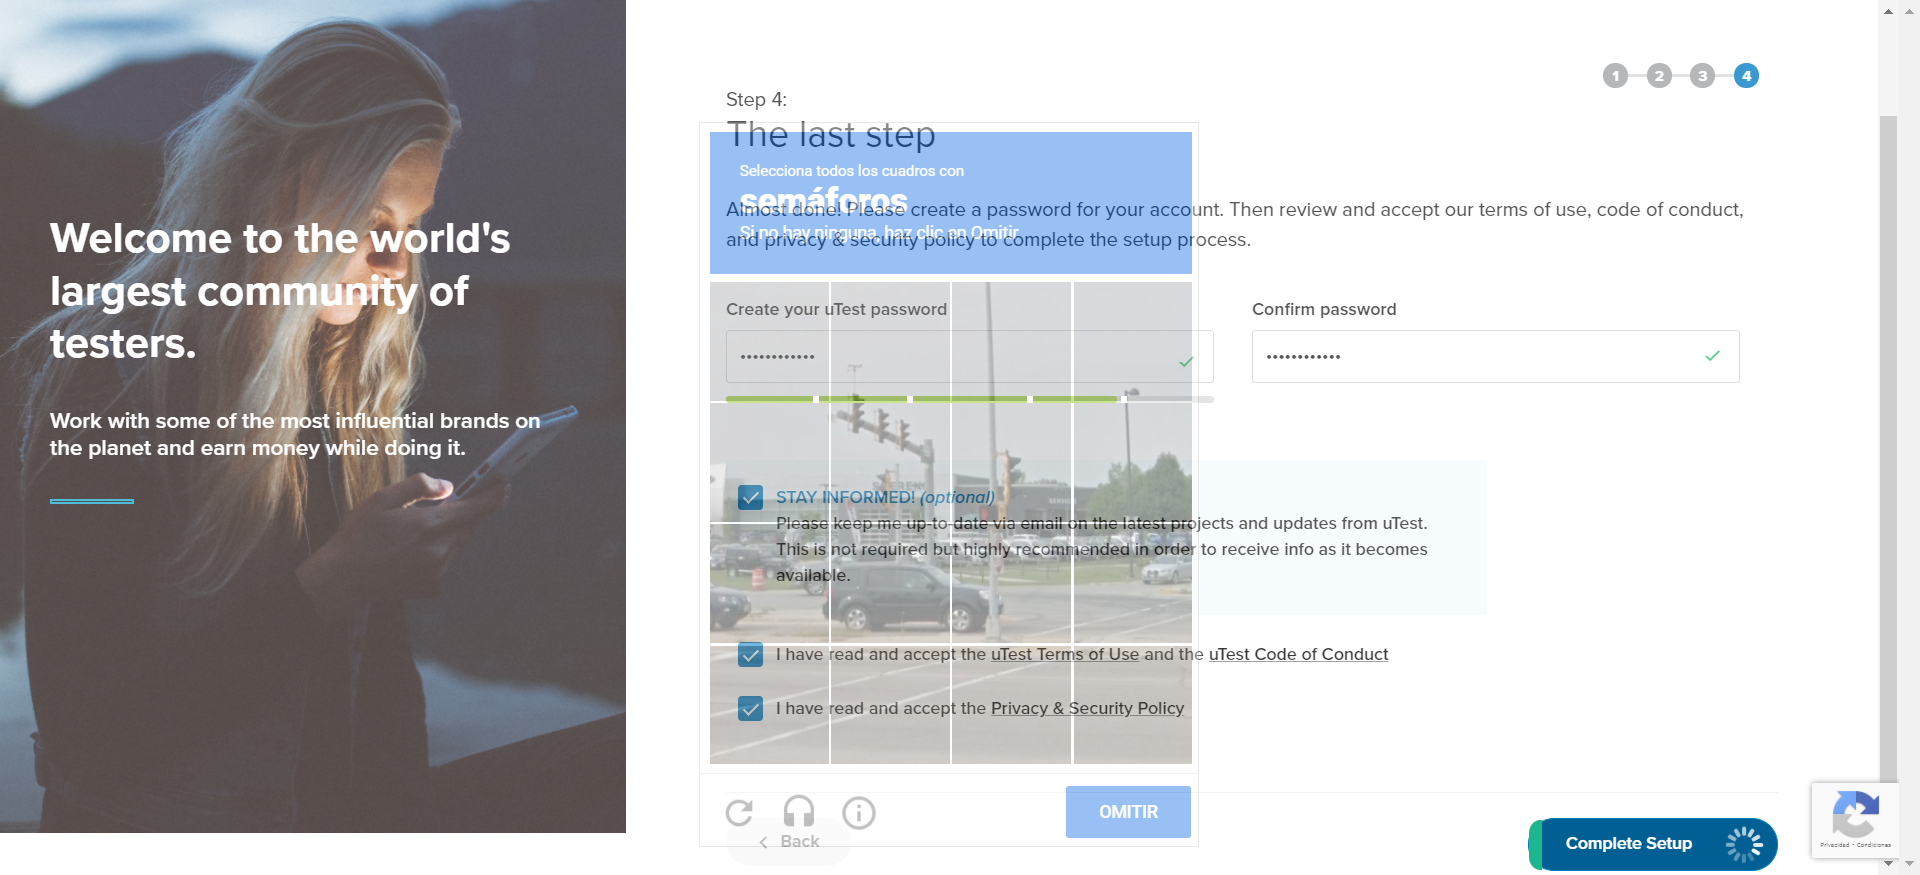 1 2 3 4
Step 4:
The last step
Selecciona todos los cuadros con
semáforos
Si no hay ninguna, haz clic en Omitir
Almost done! Please create a password for your account. Then review and accept our terms of use, code of conduct,
and privacy & security policy to complete the setup process.
Welcome to the world's
largest community of
testers.
Work with some of the most influential brands on
the planet and earn money while doing it.
Create your uTest password
Confirm password
STAY INFORMED! (optional)
Please keep me up-to-date via email on the latest projects and updates from uTest.
This is not required but highly recommended in order to receive info as it becomes
available.
I have read and accept the uTest Terms of Use and the uTest Code of Conduct
I have read and accept the Privacy & Security Policy
OMITIR
Back
Complete Setup
Privacidad - Condiciones